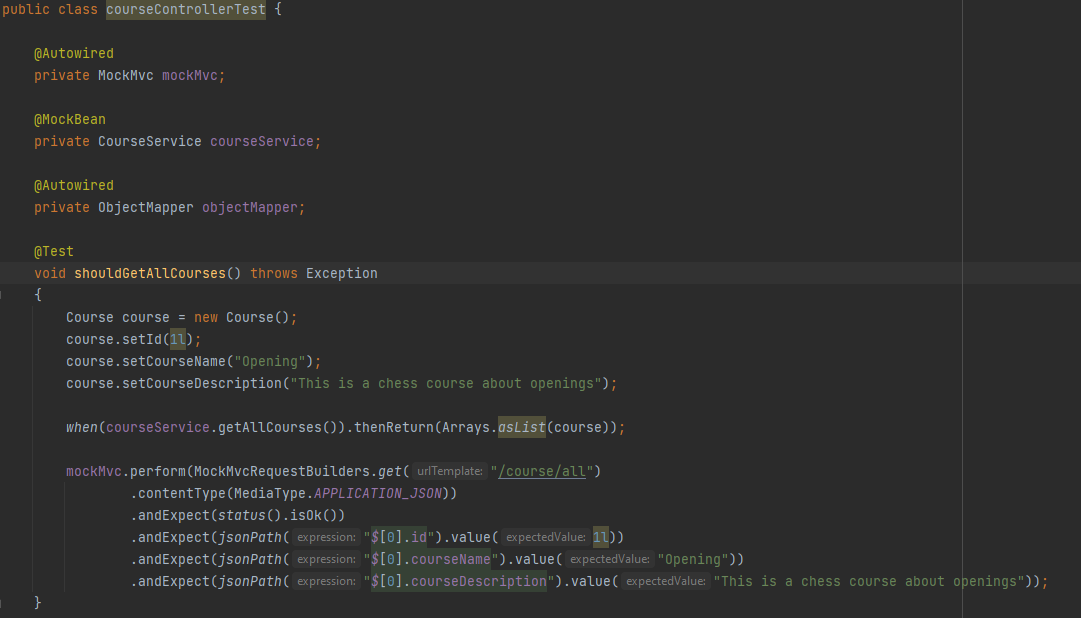 public class courseControllerTest {
@Autowired
private MockMvc mockMvc;
@MockBean
private CourseService courseService;
@Autowired
private ObjectMapper objectMapper;
@Test
void shouldGetAllCourses() throws Exception
{
Course course = new Course();
course.setId(1l);
course.setCourseName("Opening");
course.setCourseDescription("This is a chess course about openings");
when(courseService.getAllCourses()).thenReturn(Arrays.asList(course));
mockMvc.perform(MockMvcRequestBuilders.get( urlTemplate: "/course/all")
.contentType(MediaType.APPLICATION_JSON))
.andExpect(status().isOk())
.andExpect(jsonPath( expression: "$[0].id").value( expectedValue: 1l))
.andExpect(jsonPath( expression: "$[0].courseName").value( expectedValue: "Opening"))
.andExpect(jsonPath( expression: "$[0].courseDescription").value( expectedValue: "This is a chess course about openings"));
}